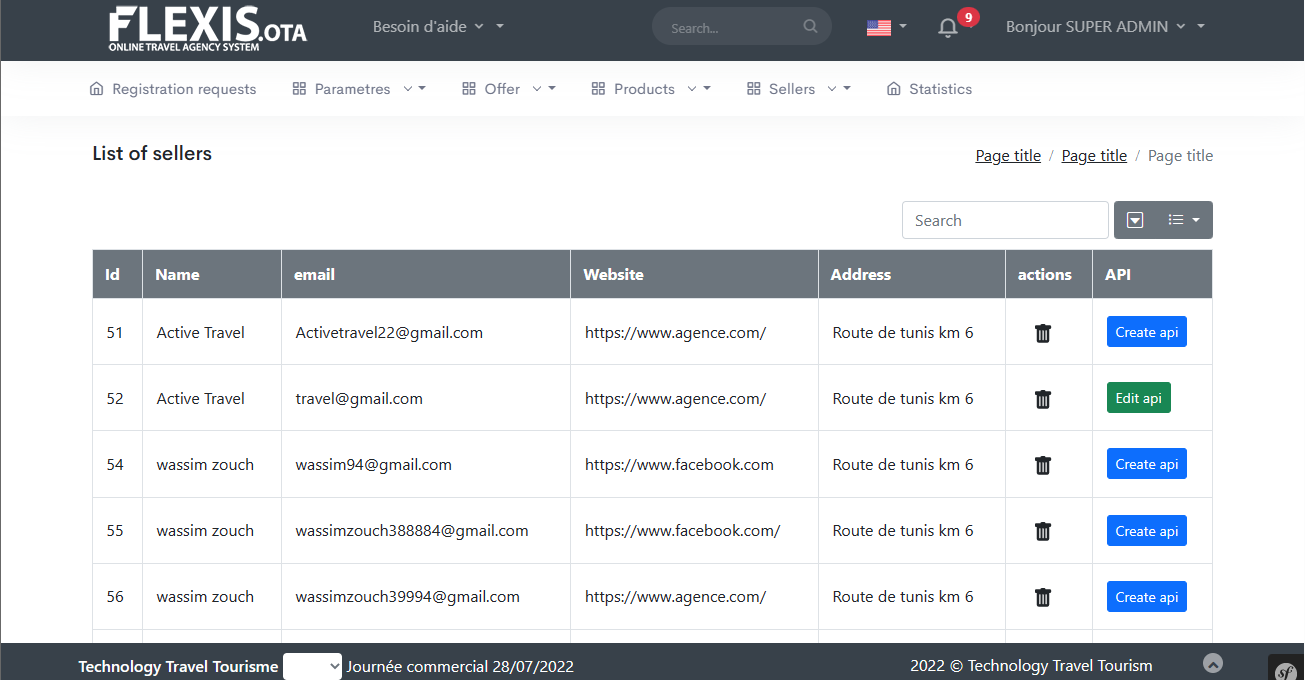 FLEXIS.OTA
ONLINE TRAVEL AGENCY SYSTEM
Besoin d'aide
Search...
9
Bonjour SUPER ADMIN
Registration requests
Parametres
Offer
Products
Sellers
Statistics
List of sellers
Page title / Page title / Page title
Search
Id Name email Website Address actions API
51 Active Travel Activetravel22@gmail.com https://www.agence.com/ Route de tunis km 6 Create api
52 Active Travel travel@gmail.com https://www.agence.com/ Route de tunis km 6 Edit api
54 wassim zouch wassim94@gmail.com https://www.facebook.com Route de tunis km 6 Create api
55 wassim zouch wassimzouch388884@gmail.com https://www.facebook.com/ Route de tunis km 6 Create api
56 wassim zouch wassimzouch39994@gmail.com https://www.agence.com/ Route de tunis km 6 Create api
Technology Travel Tourisme Journée commercial 28/07/2022
2022 © Technology Travel Tourism
sf